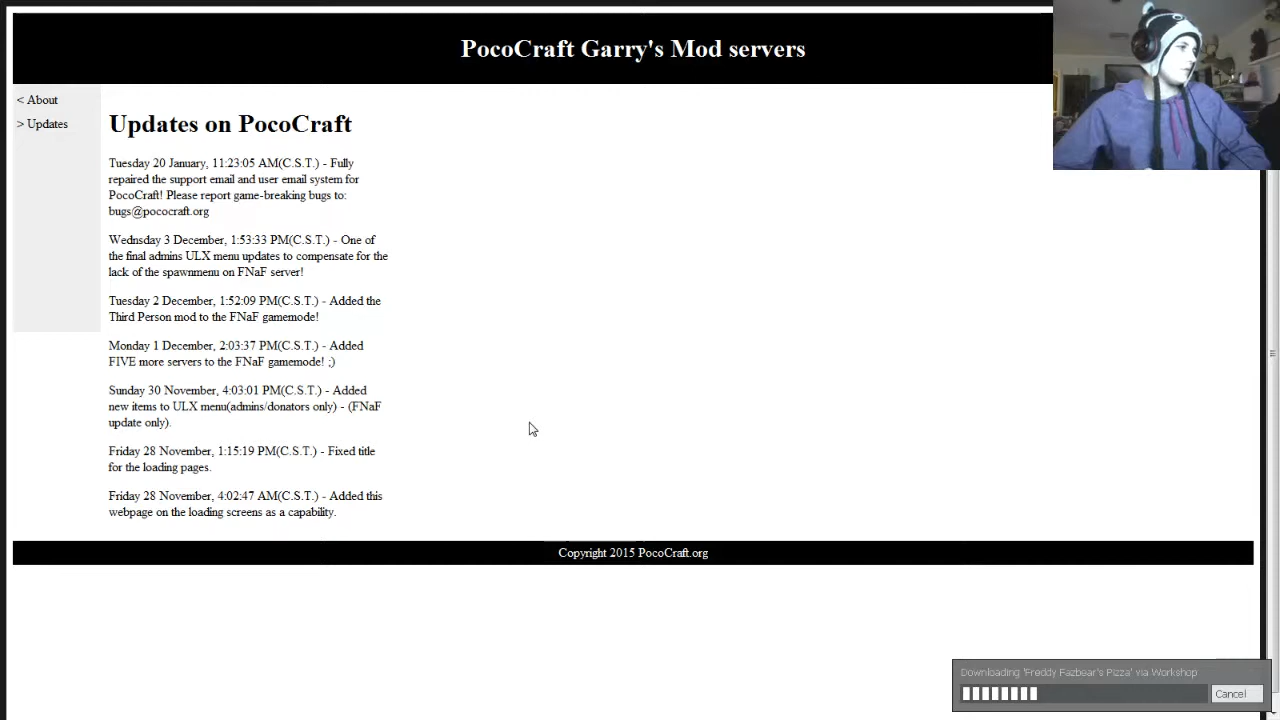 PocoCraft Garry's Mod servers
< About
> Updates
Updates on PocoCraft
Tuesday 20 January, 11:23:05 AM(C.S.T.) - Fully
repaired the support email and user email system for
PocoCraft! Please report game-breaking bugs to:
bugs@pococraft.org
Wednsday 3 December, 1:53:33 PM(C.S.T.) - One of
the final admins ULX menu updates to compensate for the
lack of the spawnmenu on FNaF server!
Tuesday 2 December, 1:52:09 PM(C.S.T.) - Added the
Third Person mod to the FNaF gamemode!
Monday 1 December, 2:03:37 PM(C.S.T.) - Added
FIVE more servers to the FNaF gamemode! ;)
Sunday 30 November, 4:03:01 PM(C.S.T.) - Added
new items to ULX menu(admins/donators only) - (FNaF
update only).
Friday 28 November, 1:15:19 PM(C.S.T.) - Fixed title
for the loading pages.
Friday 28 November, 4:02:47 AM(C.S.T.) - Added this
webpage on the loading screens as a capability.
Copyright 2015 PocoCraft.org
Downloading 'Freddy Fazbear's Pizza' via Workshop
Cancel